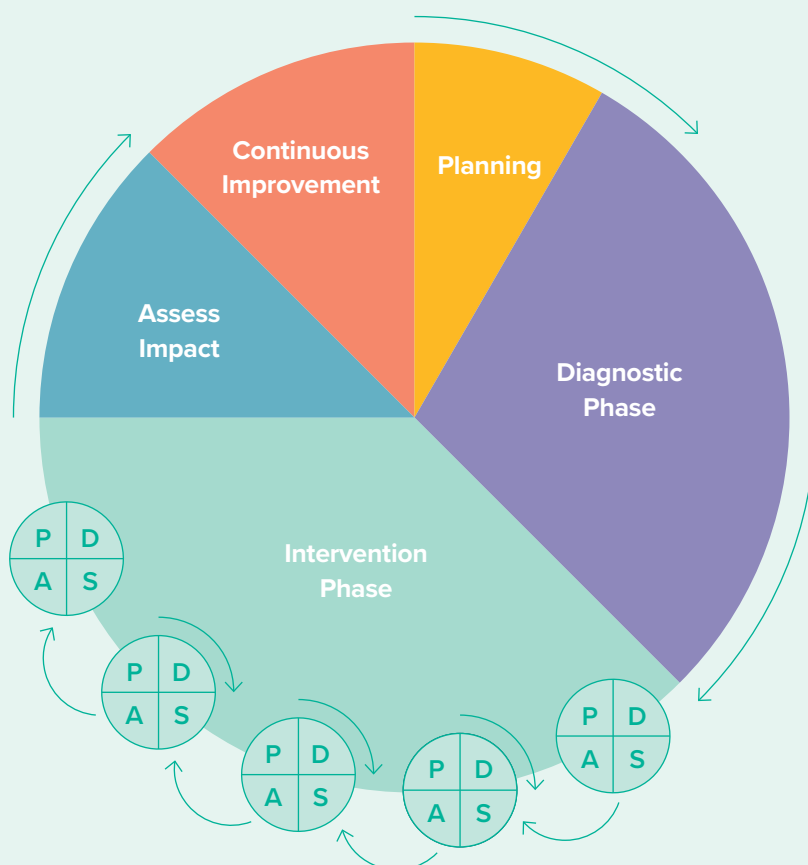 Continuous
Improvement
Planning
Assess
Impact
Diagnostic
Phase
Intervention
Phase
P D
A S
P D
A S
P D
A S
P D
A S
P D
A S